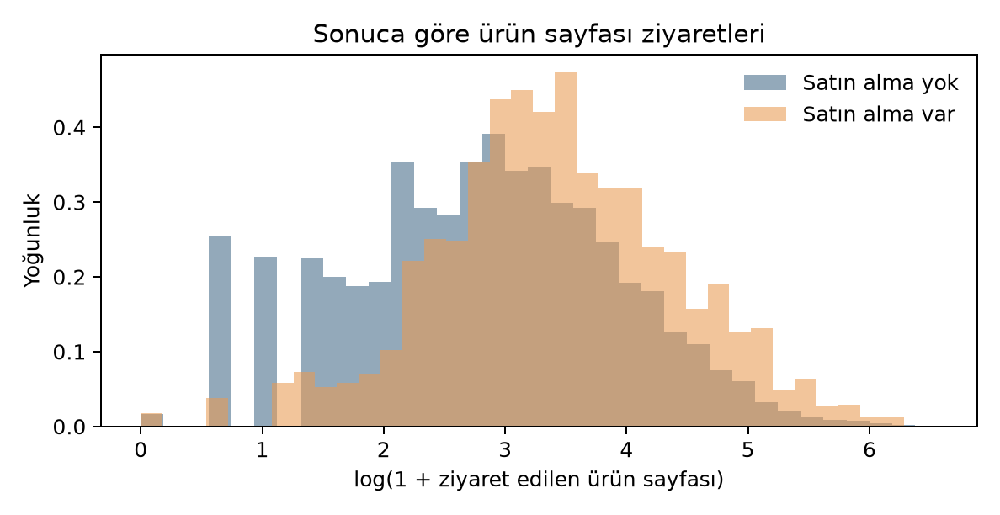 Sonuca göre ürün sayfası ziyaretleri
Satın alma yok
Satın alma var
Yoğunluk
0.4
0.3
0.2
0.1
0.0
0 1 2 3 4 5 6
log(1 + ziyaret edilen ürün sayfası)